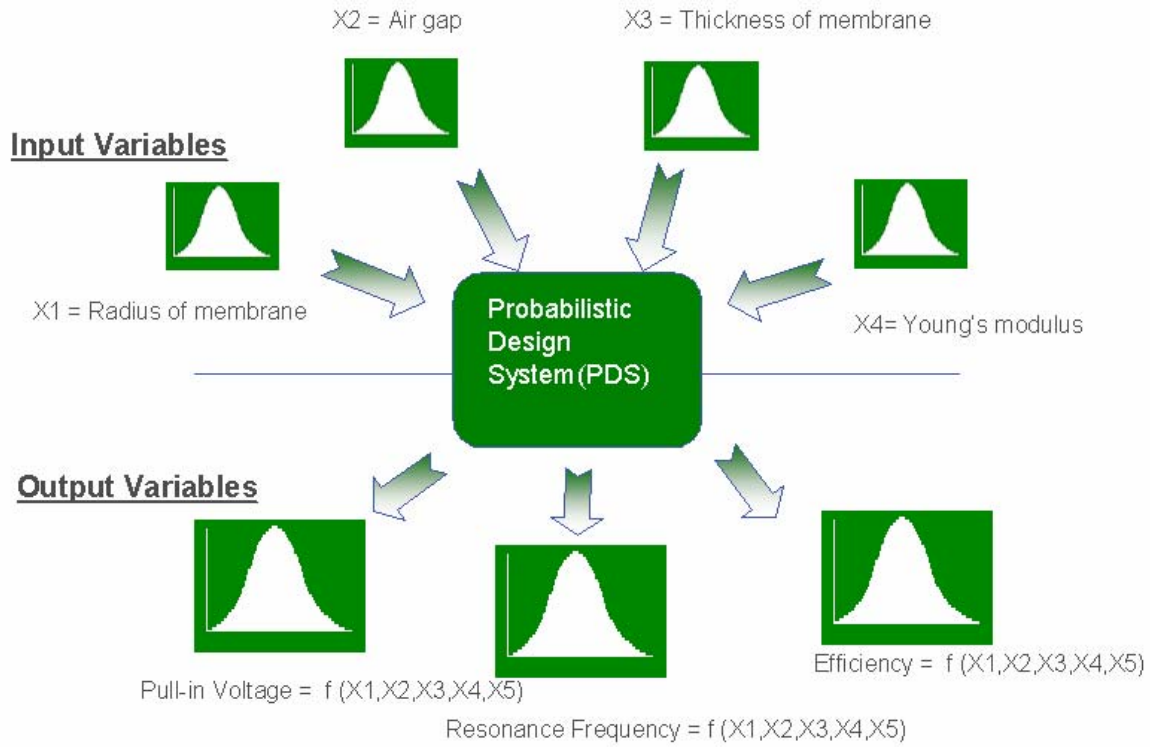 X2 = Air gap
X3 = Thickness of membrane
Input Variables
X1 = Radius of membrane
X4= Young's modulus
Probabilistic
Design
System (PDS)
Output Variables
Pull-in Voltage = f (X1,X2,X3,X4,X5)
Resonance Frequency = f (X1,X2,X3,X4,X5)
Efficiency = f (X1,X2,X3,X4,X5)